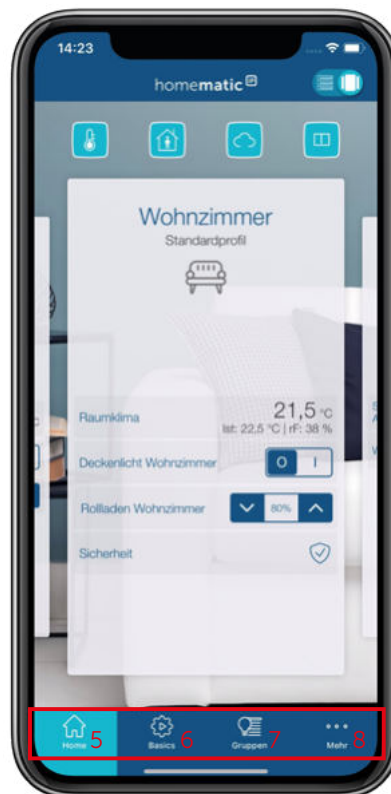 14:23
homematic IP
Wohnzimmer
Standardprofil
Raumklima 21,5 °C
Ist: 22,5 °C | rF: 38 %
Deckenlicht Wohnzimmer O I
Rollladen Wohnzimmer 80%
Sicherheit
5 6 7 8
Home Basics Gruppen Mehr